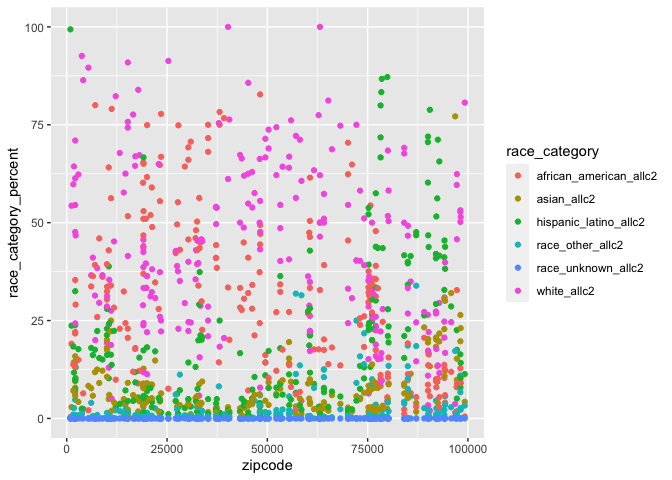 100
75
50
25
0
race_category_percent
0
25000
50000
75000
100000
zipcode
race_category
african_american_allc2
asian_allc2
hispanic_latino_allc2
race_other_allc2
race_unknown_allc2
white_allc2